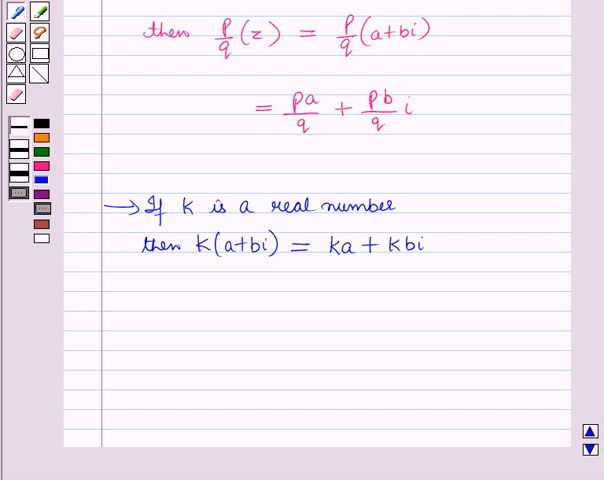 then p/q (z) = p/q (a+bi)
= pa/q + pb/q i
→ If K is a real number
then K(a+bi) = Ka + Kbi